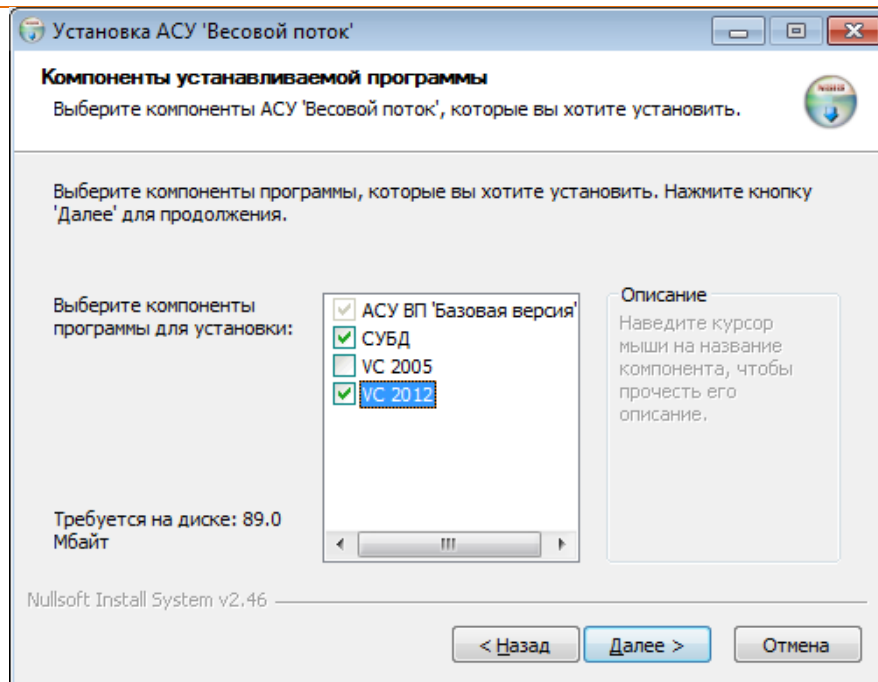 Установка АСУ 'Весовой поток'
Компоненты устанавливаемой программы
Выберите компоненты АСУ 'Весовой поток', которые вы хотите установить.
Выберите компоненты программы, которые вы хотите установить. Нажмите кнопку
'Далее' для продолжения.
Выберите компоненты
программы для установки:
АСУ ВП 'Базовая версия'
СУБД
VC 2005
VC 2012
Описание
Наведите курсор
мыши на название
компонента, чтобы
прочесть его
описание.
Требуется на диске: 89.0
Мбайт
Nullsoft Install System v2.46
< Назад
Далее >
Отмена